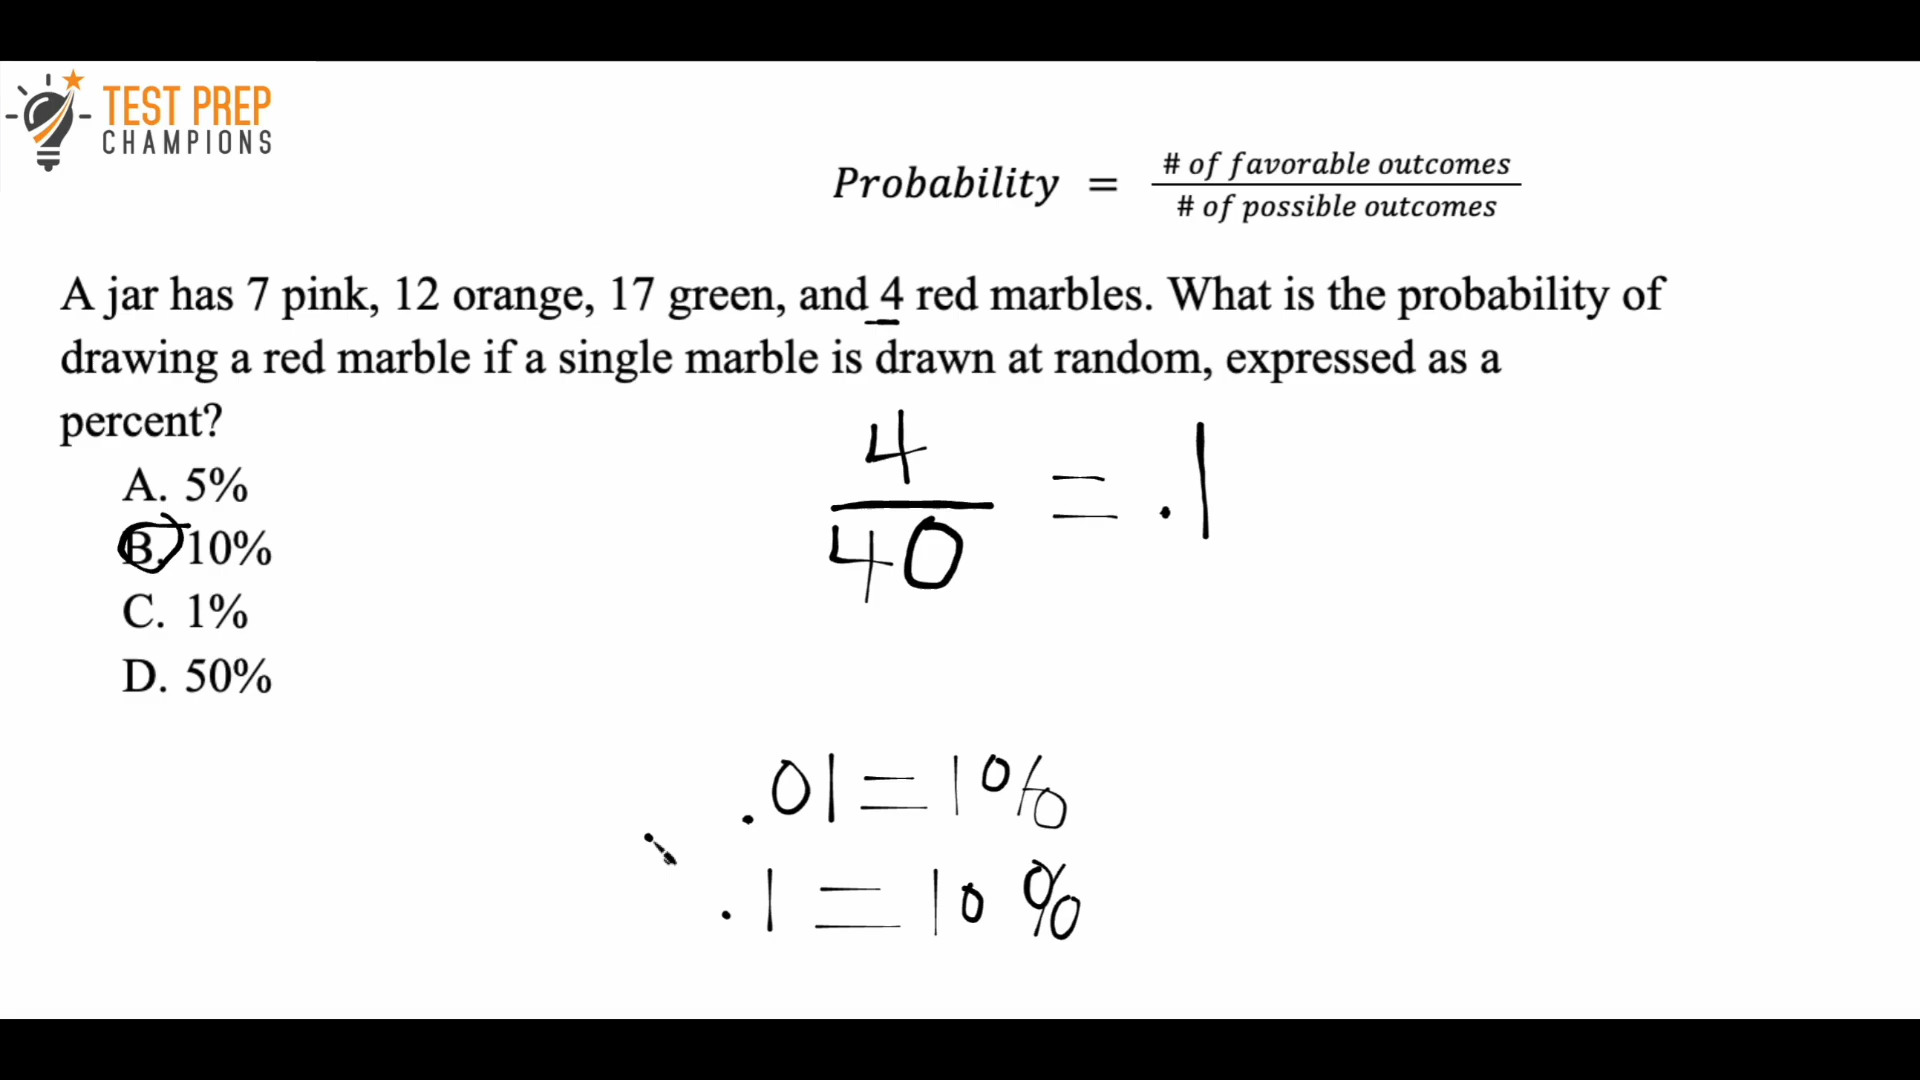 TEST PREP
CHAMPIONS
Probability = # of favorable outcomes
# of possible outcomes
A jar has 7 pink, 12 orange, 17 green, and 4 red marbles. What is the probability of
drawing a red marble if a single marble is drawn at random, expressed as a
percent?
A. 5%
B. 10%
C. 1%
D. 50%
4
40
= .1
.01 = 1%
.1 = 10%